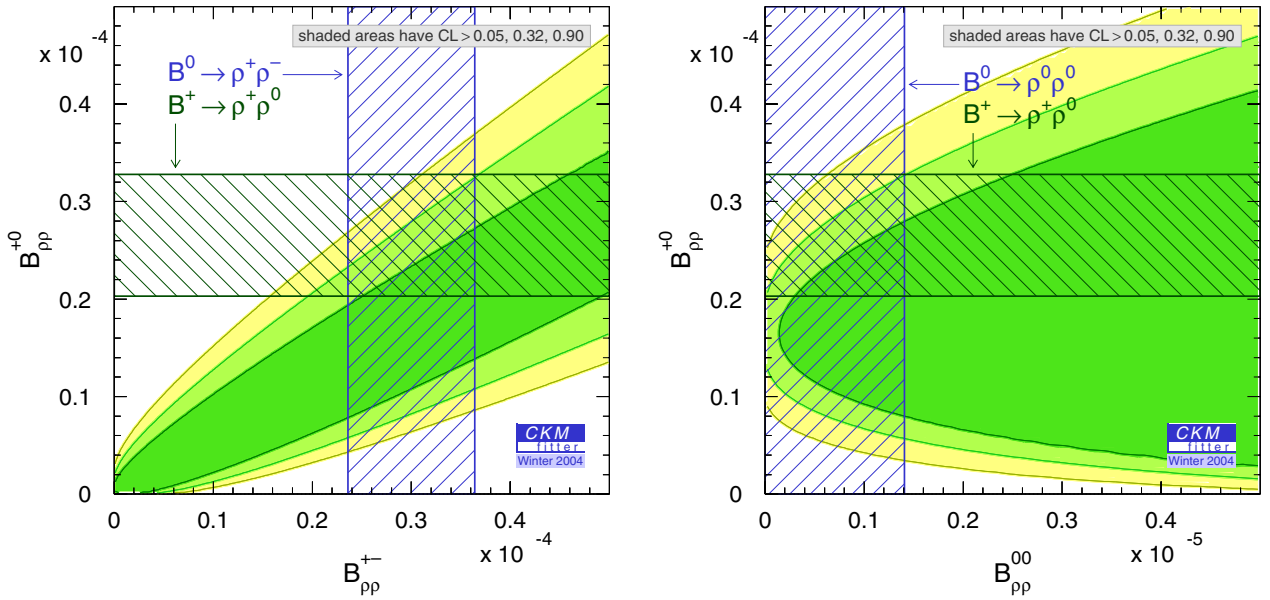 x 10⁻⁴
shaded areas have CL > 0.05, 0.32, 0.90
B⁰ → ρ⁺ρ⁻
B⁺ → ρ⁺ρ⁰
0.4
0.3
0.2
0.1
0
B⁺⁰ρρ
CKM
fitter
Winter 2004
0 0.1 0.2 0.3 0.4
x 10⁻⁴
B⁺⁻ρρ
x 10⁻⁴
shaded areas have CL > 0.05, 0.32, 0.90
B⁰ → ρ⁰ρ⁰
B⁺ → ρ⁺ρ⁰
0.4
0.3
0.2
0.1
0
B⁺⁰ρρ
CKM
fitter
Winter 2004
0 0.1 0.2 0.3 0.4
x 10⁻⁵
B⁰⁰ρρ